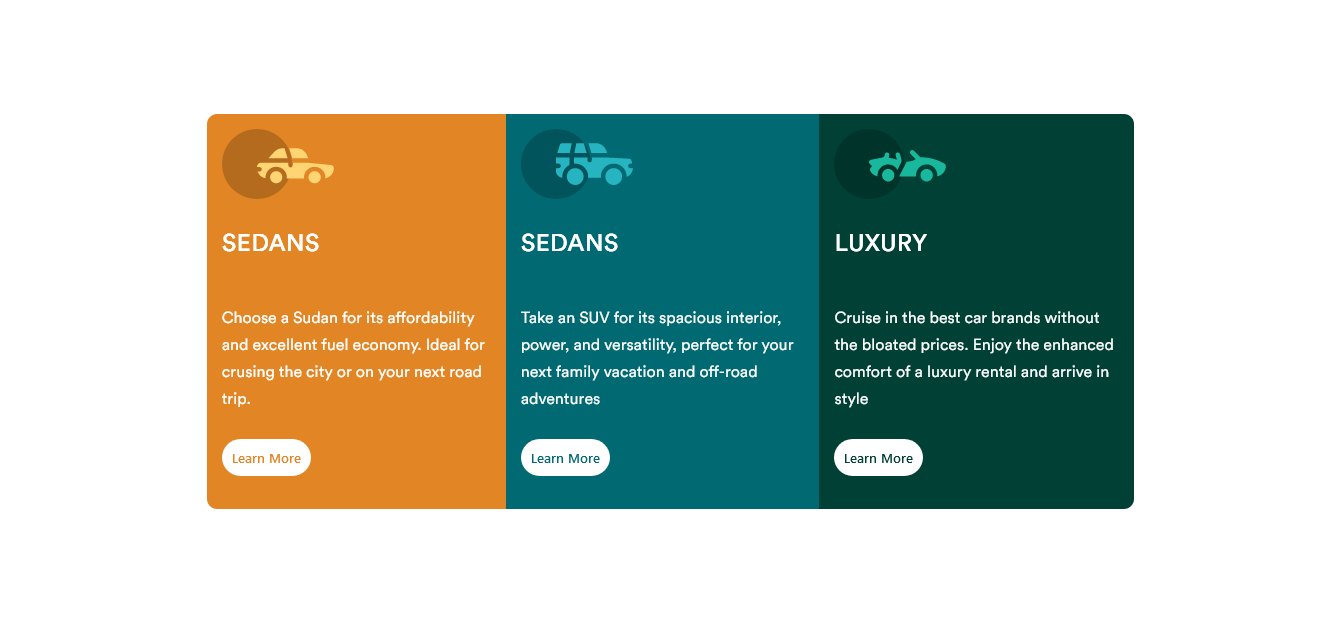 SEDANS
Choose a Sudan for its affordability
and excellent fuel economy. Ideal for
crusing the city or on your next road
trip.
Learn More
SEDANS
Take an SUV for its spacious interior,
power, and versatility, perfect for your
next family vacation and off-road
adventures
Learn More
LUXURY
Cruise in the best car brands without
the bloated prices. Enjoy the enhanced
comfort of a luxury rental and arrive in
style
Learn More